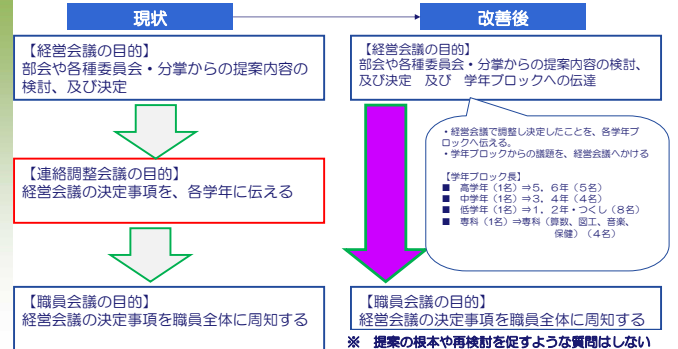 現状
改善後
【経営会議の目的】
部会や各種委員会・分掌からの提案内容の
検討、及び決定
【連絡調整会議の目的】
経営会議の決定事項を、各学年に伝える
【職員会議の目的】
経営会議の決定事項を職員全体に周知する
【経営会議の目的】
部会や各種委員会・分掌からの提案内容の検討、
及び決定　及び　学年ブロックへの伝達
・経営会議で調整し決定したことを、各学年ブ
ロックへ伝える。
・学年ブロックからの議題を、経営会議へかける
【学年ブロック長】
■　高学年（1名）⇒5．6年（5名）
■　中学年（1名）⇒3．4年（4名）
■　低学年（1名）⇒1．2年・つくし（8名）
■　専科（1名）⇒専科（算数、図工、音楽、
保健）（4名）
【職員会議の目的】
経営会議の決定事項を職員全体に周知する
※　提案の根本や再検討を促すような質問はしない